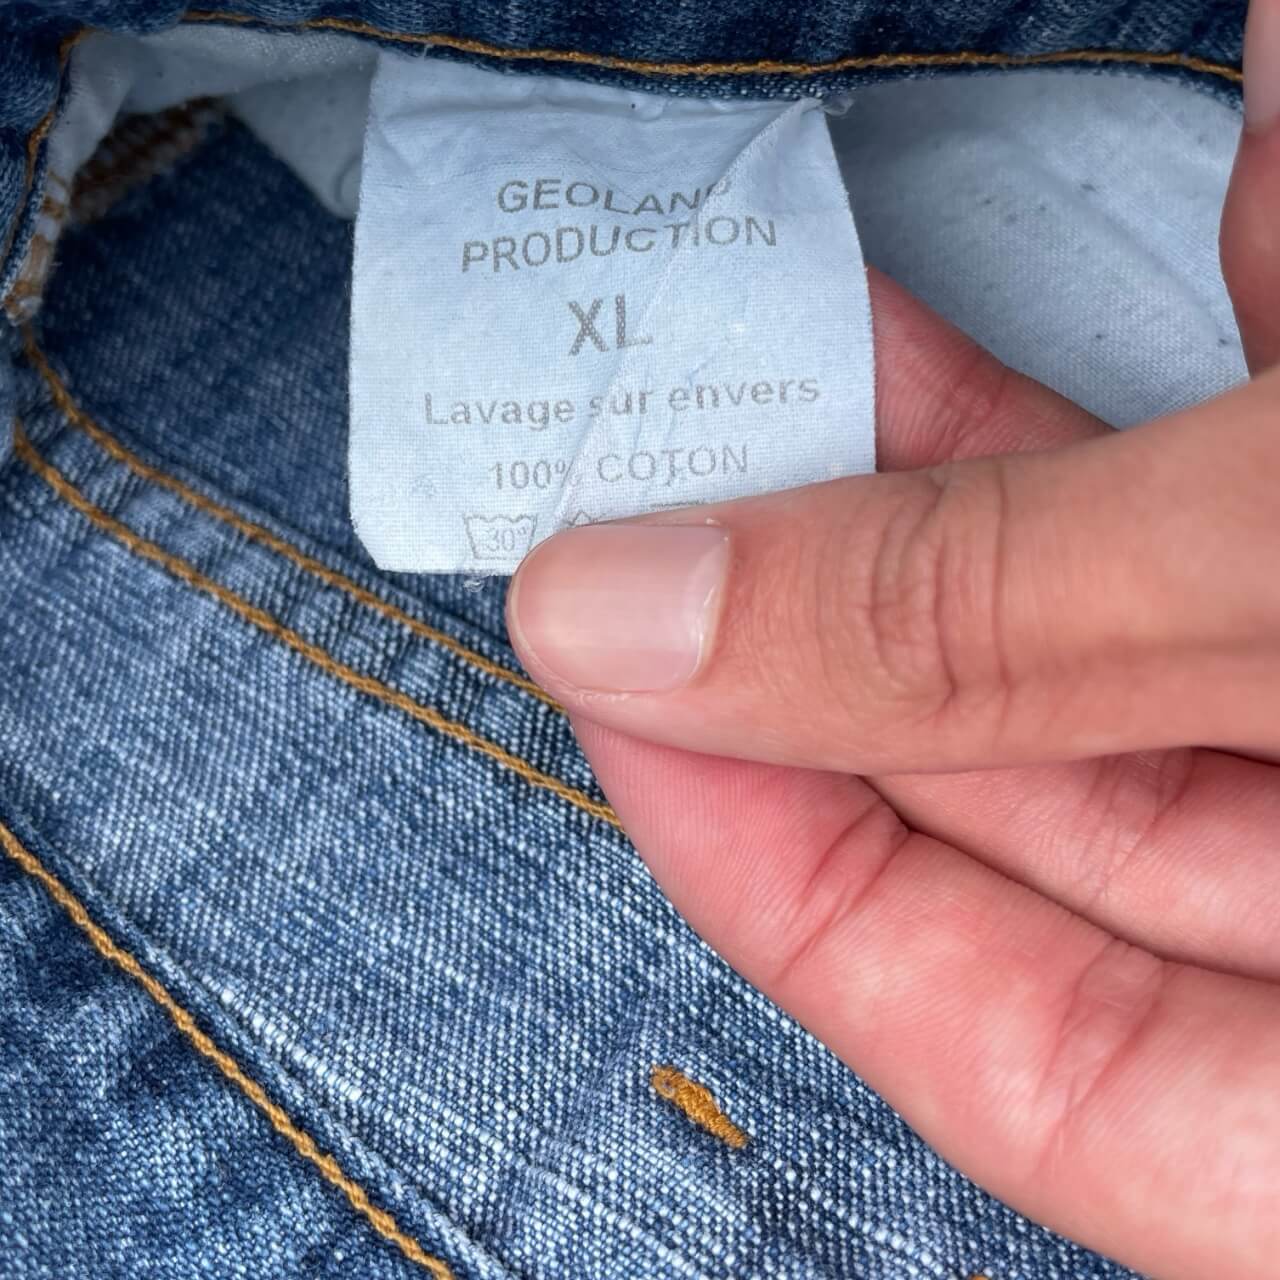 GEOLAND
PRODUCTION
XL
Lavage sur envers
100% COTON
30°